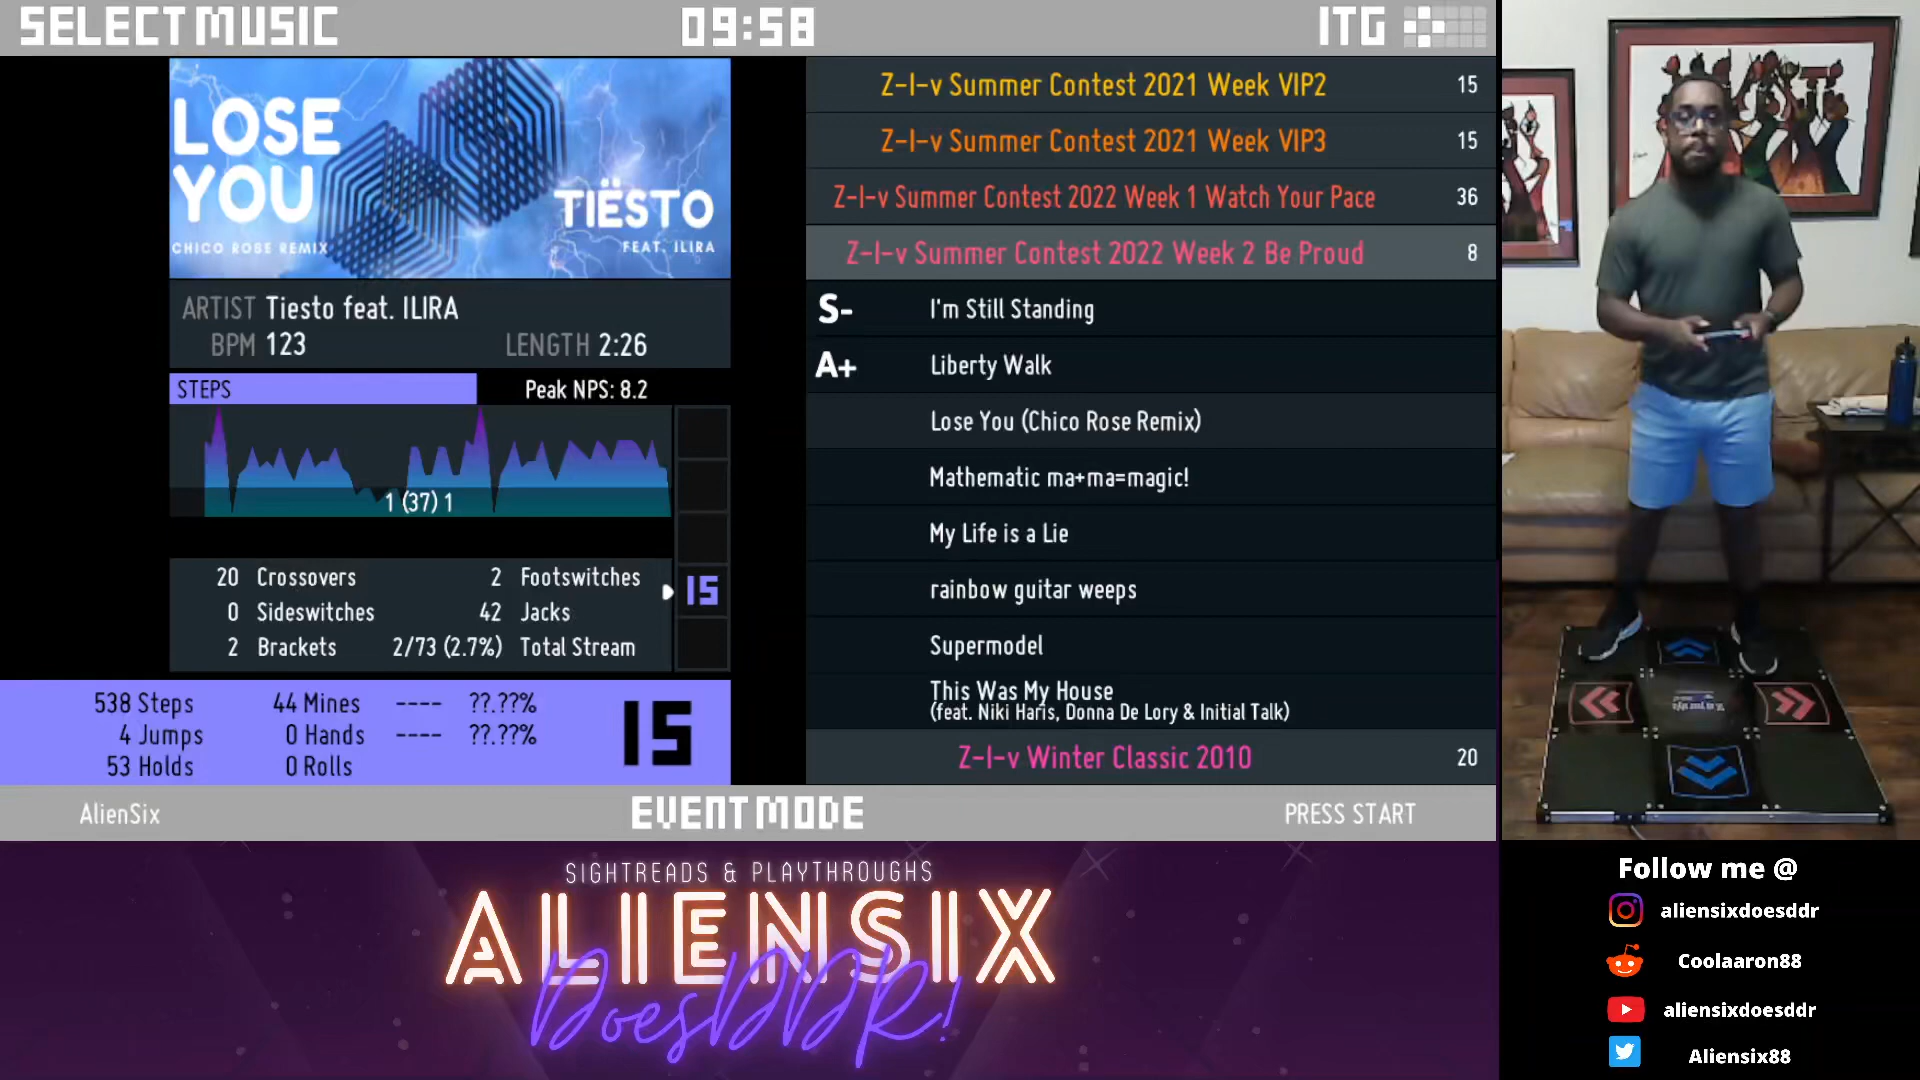 SELECT MUSIC
09:58
ITG
LOSE
YOU
CHICO ROSE REMIX
TIËSTO
FEAT. ILIRA
ARTIST Tiesto feat. ILIRA
BPM 123
LENGTH 2:26
STEPS
Peak NPS: 8.2
1 (37) 1
20 Crossovers
2 Footswitches
0 Sideswitches
42 Jacks
2 Brackets
2/73 (2.7%) Total Stream
15
538 Steps
44 Mines
---- ??.??%
4 Jumps
0 Hands
---- ??.??%
53 Holds
0 Rolls
15
Z-I-v Summer Contest 2021 Week VIP2 15
Z-I-v Summer Contest 2021 Week VIP3 15
Z-I-v Summer Contest 2022 Week 1 Watch Your Pace 36
Z-I-v Summer Contest 2022 Week 2 Be Proud 8
S- I'm Still Standing
A+ Liberty Walk
Lose You (Chico Rose Remix)
Mathematic ma+ma=magic!
My Life is a Lie
rainbow guitar weeps
Supermodel
This Was My House
(feat. Niki Haris, Donna De Lory & Initial Talk)
Z-I-v Winter Classic 2010 20
AlienSix
EVENT MODE
PRESS START
SIGHTREADS & PLAYTHROUGHS
ALIENSIX
DoesDDR!
Follow me @
aliensixdoesddr
Coolaaron88
aliensixdoesddr
Aliensix88